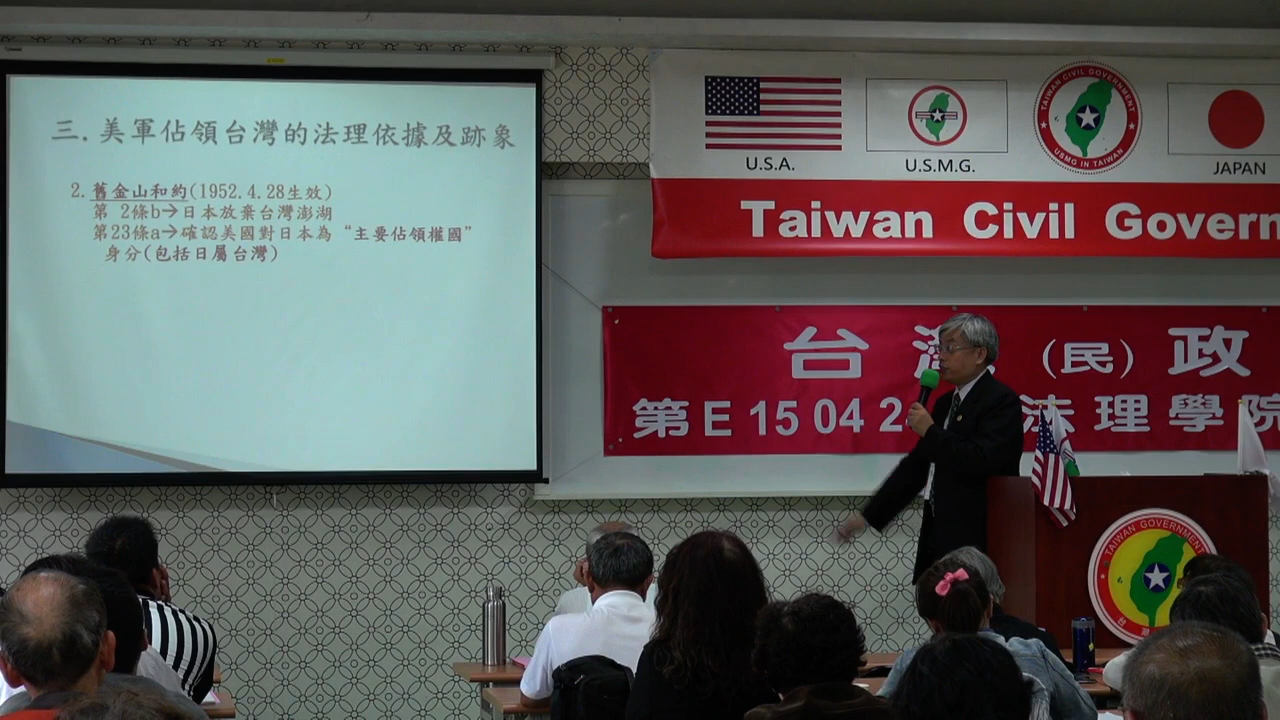 三.美軍佔領台灣的法理依據及跡象
2.舊金山和約(1952.4.28生效)
第 2條b→日本放棄台灣澎湖
第23條a→確認美國對日本為“主要佔領權國”
身分(包括日屬台灣)
U.S.A.
U.S.M.G.
TAIWAN CIVIL GOVERNMENT
USMG IN TAIWAN
JAPAN
Taiwan Civil Govern
台 (民) 政
第E 15 04 2 法理學院
TAIWAN GOVERNMENT
台